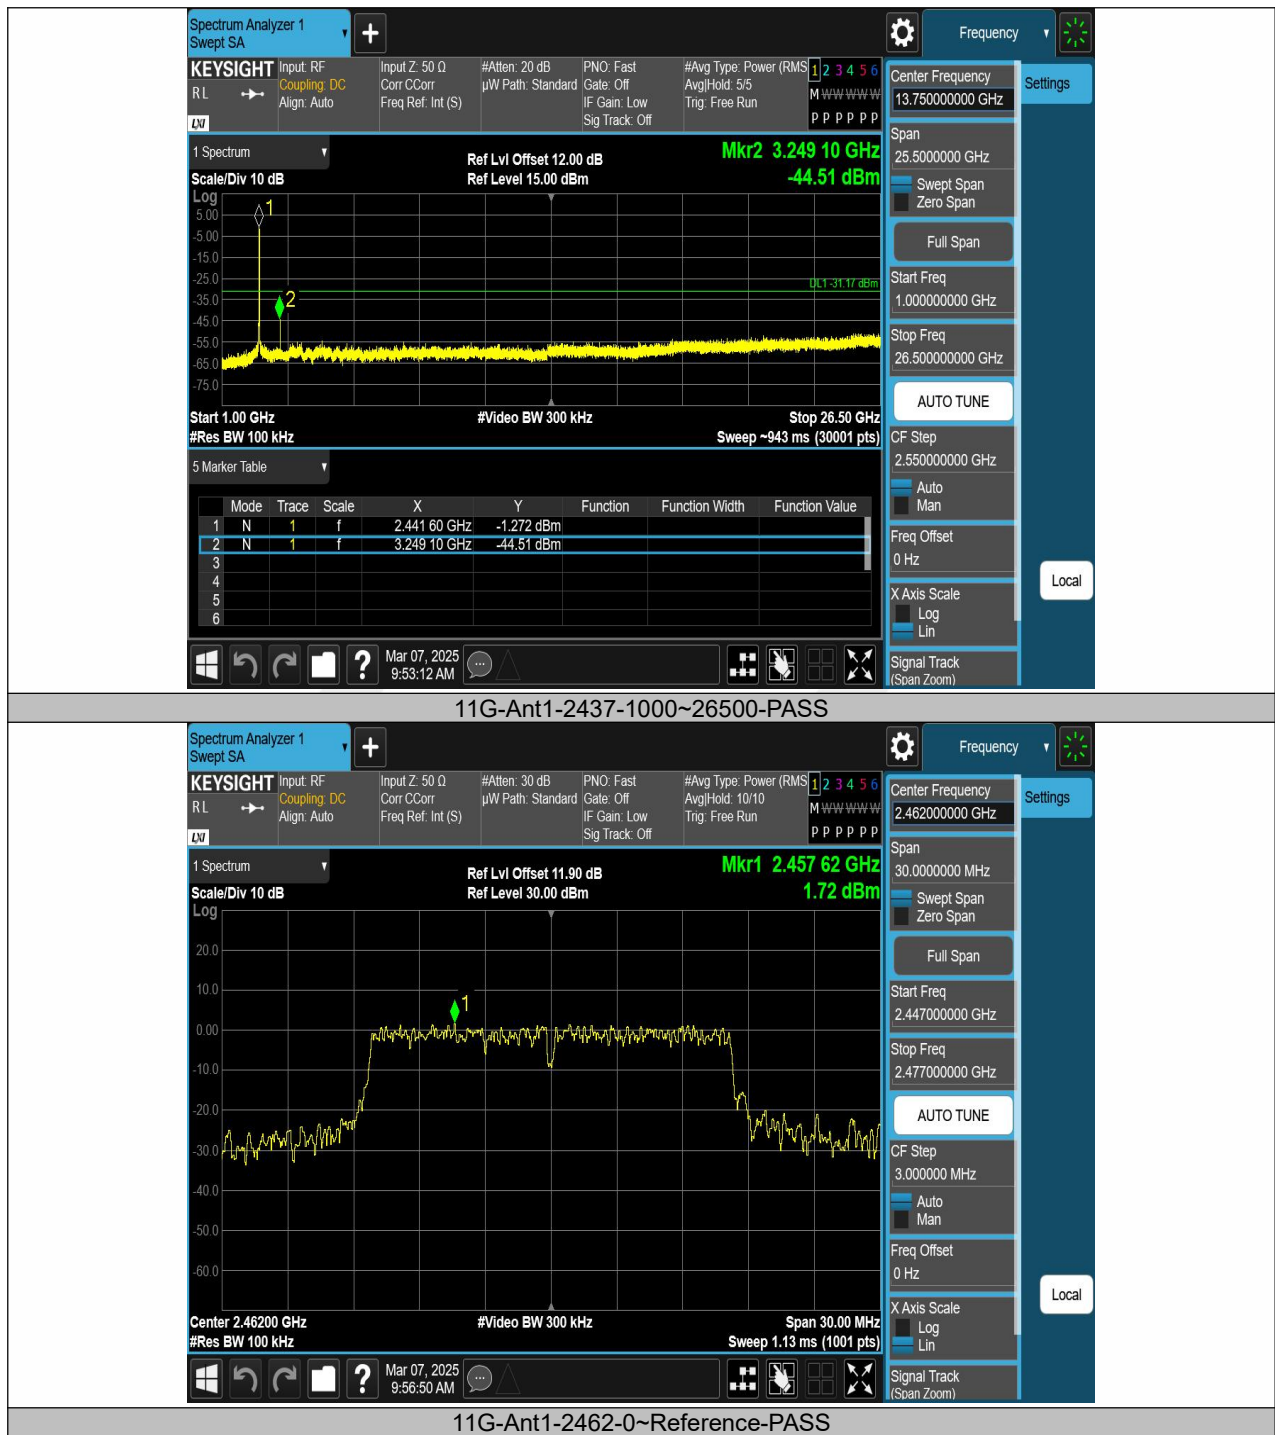 Spectrum Analyzer 1
Swept SA
Frequency
KEYSIGHT
R L
LXI
Input: RF
Coupling: DC
Align: Auto
Input Z: 50 Ω
Corr CCorr
Freq Ref: Int (S)
#Atten: 20 dB
µW Path: Standard
PNO: Fast
Gate: Off
IF Gain: Low
Sig Track: Off
#Avg Type: Power (RMS
Avg|Hold: 5/5
Trig: Free Run
1 2 3 4 5 6
M W W W W W
P P P P P P
Center Frequency
13.750000000 GHz
Settings
Span
25.5000000 GHz
Swept Span
Zero Span
Full Span
Start Freq
1.000000000 GHz
Stop Freq
26.500000000 GHz
AUTO TUNE
CF Step
2.550000000 GHz
Auto
Man
Freq Offset
0 Hz
X Axis Scale
Log
Lin
Local
Signal Track
(Span Zoom)
1 Spectrum
Scale/Div 10 dB
Ref Lvl Offset 12.00 dB
Ref Level 15.00 dBm
Mkr2 3.249 10 GHz
-44.51 dBm
Log
5.00
-5.00
-15.0
-25.0
-35.0
-45.0
-55.0
-65.0
-75.0
1
2
DL1 -31.17 dBm
Start 1.00 GHz
#Res BW 100 kHz
#Video BW 300 kHz
Stop 26.50 GHz
Sweep ~943 ms (30001 pts)
5 Marker Table
Mode Trace Scale X Y Function Function Width Function Value
1 N 1 f 2.441 60 GHz -1.272 dBm
2 N 1 f 3.249 10 GHz -44.51 dBm
3
4
5
6
?
Mar 07, 2025
9:53:12 AM
11G-Ant1-2437-1000~26500-PASS
Spectrum Analyzer 1
Swept SA
Frequency
KEYSIGHT
R L
LXI
Input: RF
Coupling: DC
Align: Auto
Input Z: 50 Ω
Corr CCorr
Freq Ref: Int (S)
#Atten: 30 dB
µW Path: Standard
PNO: Fast
Gate: Off
IF Gain: Low
Sig Track: Off
#Avg Type: Power (RMS
Avg|Hold: 10/10
Trig: Free Run
1 2 3 4 5 6
M W W W W W
P P P P P P
Center Frequency
2.462000000 GHz
Settings
Span
30.0000000 MHz
Swept Span
Zero Span
Full Span
Start Freq
2.447000000 GHz
Stop Freq
2.477000000 GHz
AUTO TUNE
CF Step
3.000000 MHz
Auto
Man
Freq Offset
0 Hz
X Axis Scale
Log
Lin
Local
Signal Track
(Span Zoom)
1 Spectrum
Scale/Div 10 dB
Ref Lvl Offset 11.90 dB
Ref Level 30.00 dBm
Mkr1 2.457 62 GHz
1.72 dBm
Log
20.0
10.0
0.00
-10.0
-20.0
-30.0
-40.0
-50.0
-60.0
1
Center 2.46200 GHz
#Res BW 100 kHz
#Video BW 300 kHz
Span 30.00 MHz
Sweep 1.13 ms (1001 pts)
?
Mar 07, 2025
9:56:50 AM
11G-Ant1-2462-0~Reference-PASS